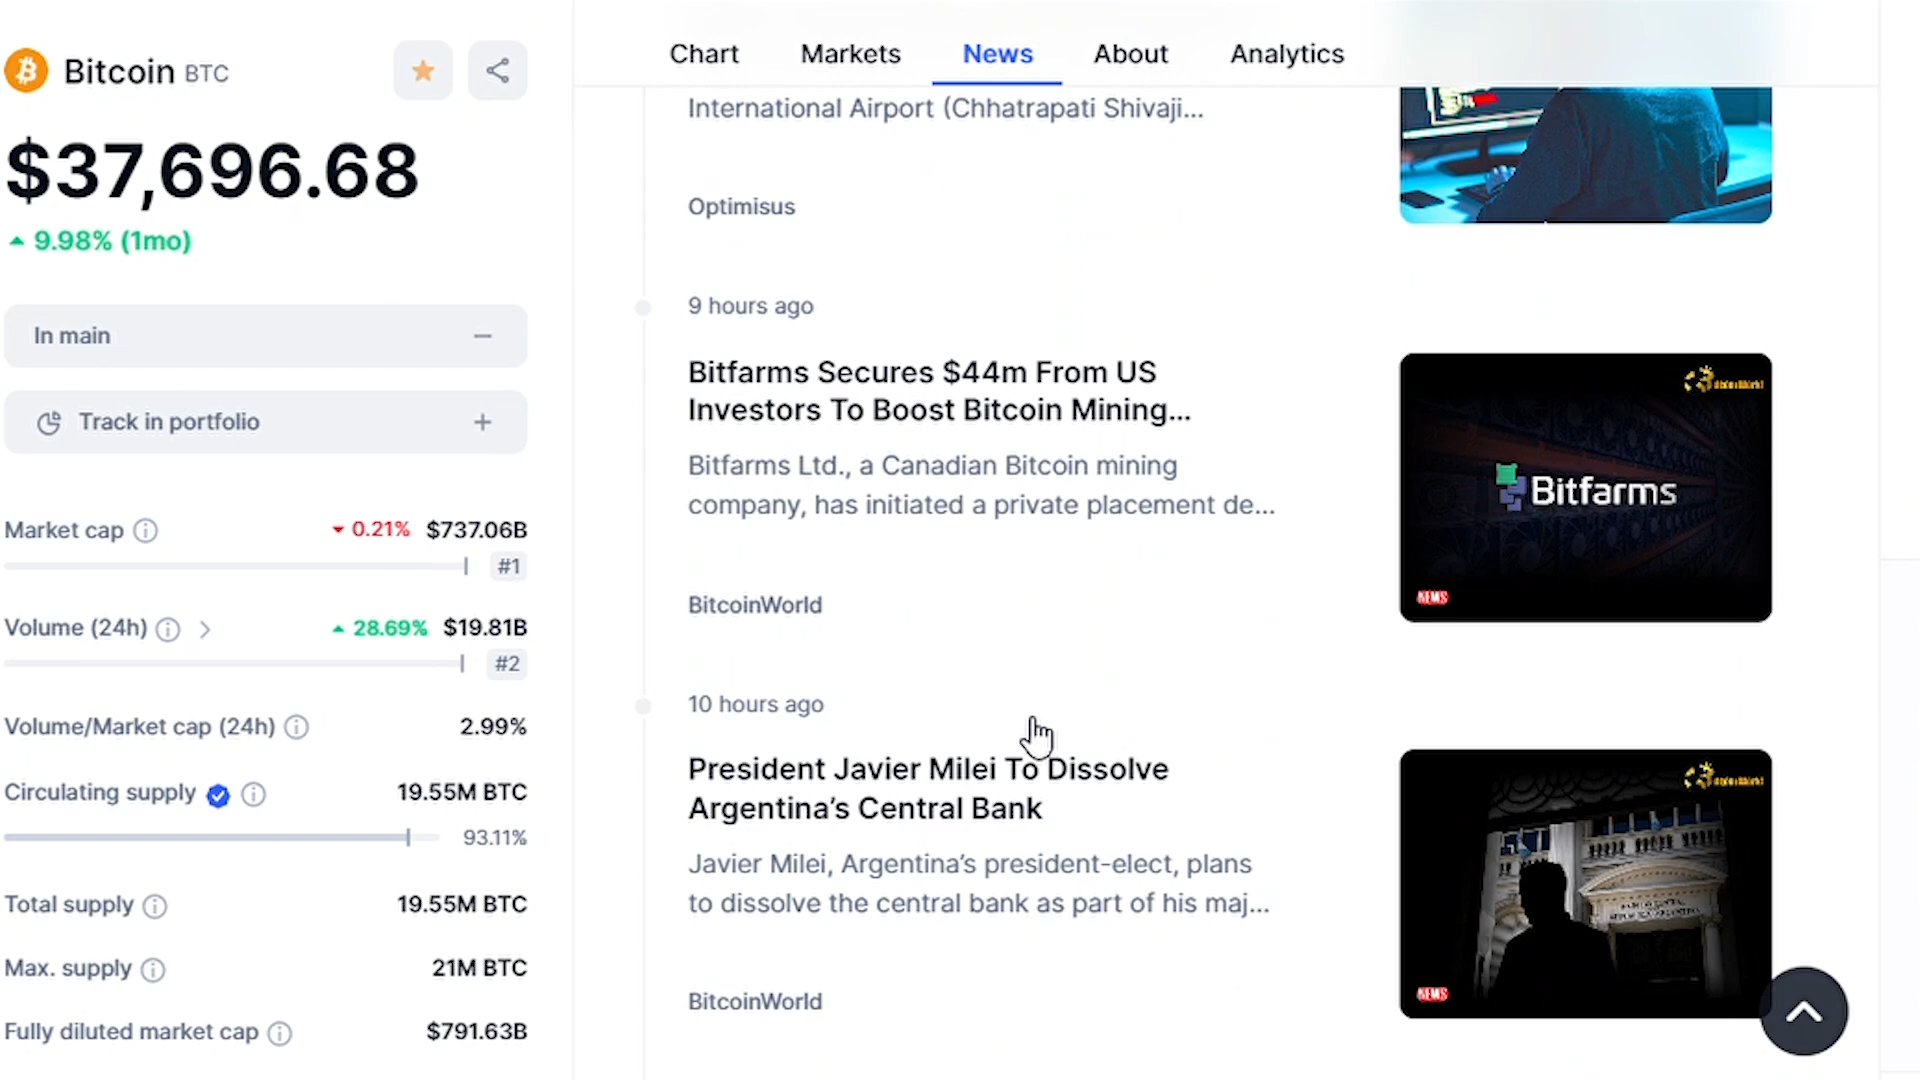 Bitcoin BTC
$37,696.68
9.98% (1mo)
In main
Track in portfolio
Market cap 0.21% $737.06B
#1
Volume (24h) 28.69% $19.81B
#2
Volume/Market cap (24h) 2.99%
Circulating supply 19.55M BTC
93.11%
Total supply 19.55M BTC
Max. supply 21M BTC
Fully diluted market cap $791.63B
Chart Markets News About Analytics
International Airport (Chhatrapati Shivaji...
Optimisus
9 hours ago
Bitfarms Secures $44m From US
Investors To Boost Bitcoin Mining...
Bitfarms Ltd., a Canadian Bitcoin mining
company, has initiated a private placement de...
BitcoinWorld
BitcoinWorld
Bitfarms
NEWS
10 hours ago
President Javier Milei To Dissolve
Argentina’s Central Bank
Javier Milei, Argentina’s president-elect, plans
to dissolve the central bank as part of his maj...
BitcoinWorld
BitcoinWorld
NEWS